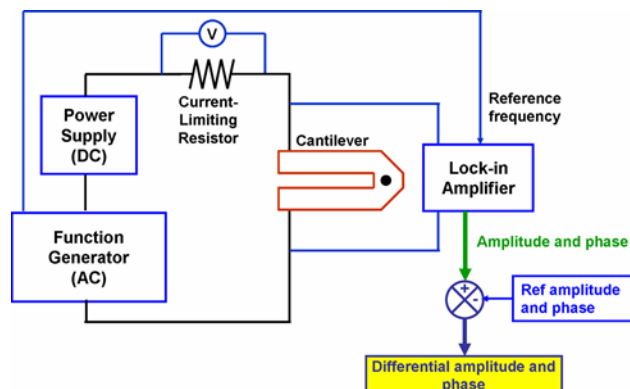 V
Power
Supply
(DC)
Current-
Limiting
Resistor
Reference
frequency
Cantilever
Lock-in
Amplifier
Function
Generator
(AC)
Amplitude and phase
+
-
Ref amplitude
and phase
Differential amplitude and
phase